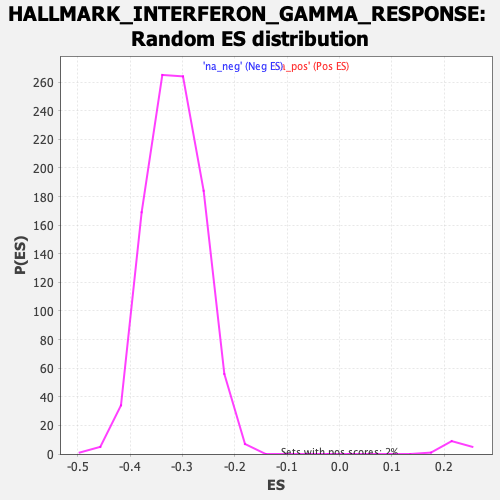 HALLMARK_INTERFERON_GAMMA_RESPONSE:
Random ES distribution
'na_neg' (Neg ES) a_pos' (Pos ES)
260
240
220
200
180
160
140
120
100
80
60
40
20
0
P(ES)
Sets with pos scores: 2%
-0.5 -0.4 -0.3 -0.2 -0.1 0.0 0.1 0.2
ES